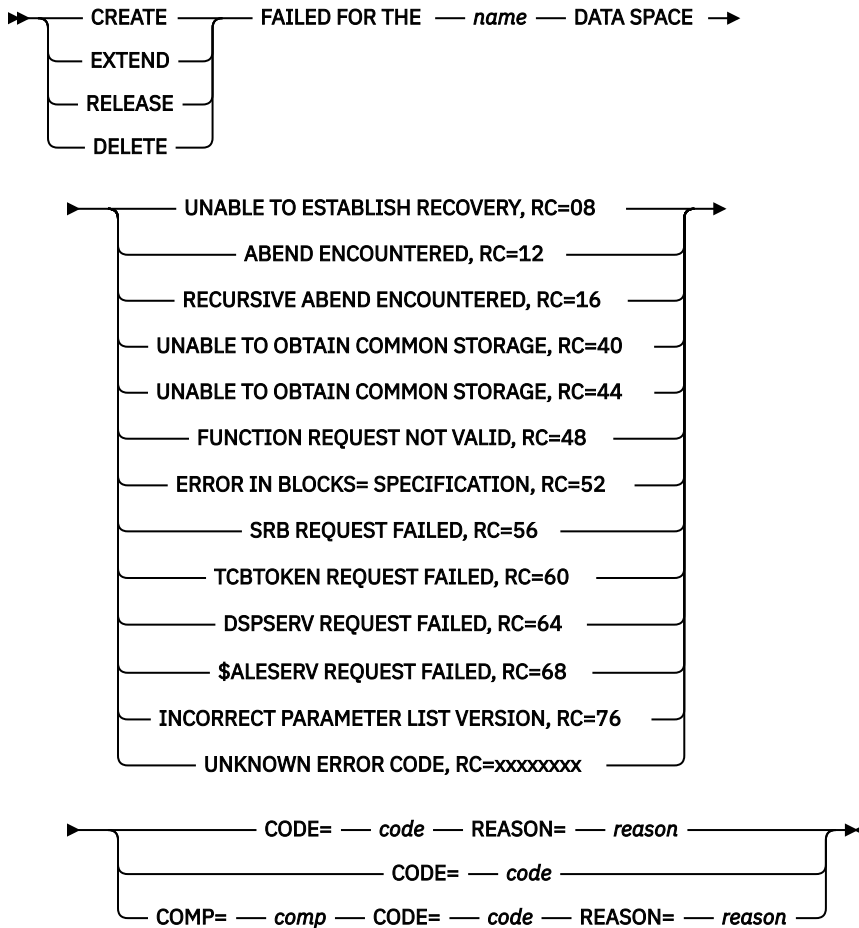 CREATE FAILED FOR THE name DATA SPACE
EXTEND
RELEASE
DELETE
UNABLE TO ESTABLISH RECOVERY, RC=08
ABEND ENCOUNTERED, RC=12
RECURSIVE ABEND ENCOUNTERED, RC=16
UNABLE TO OBTAIN COMMON STORAGE, RC=40
UNABLE TO OBTAIN COMMON STORAGE, RC=44
FUNCTION REQUEST NOT VALID, RC=48
ERROR IN BLOCKS= SPECIFICATION, RC=52
SRB REQUEST FAILED, RC=56
TCBTOKEN REQUEST FAILED, RC=60
DSPSERV REQUEST FAILED, RC=64
$ALESERV REQUEST FAILED, RC=68
INCORRECT PARAMETER LIST VERSION, RC=76
UNKNOWN ERROR CODE, RC=xxxxxxxx
CODE= code REASON= reason
CODE= code
COMP= comp CODE= code REASON= reason